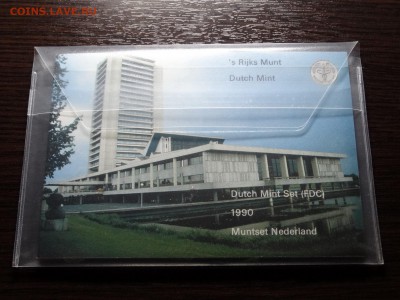 COINS.LAVE.RU
's Rijks Munt
Dutch Mint
Dutch Mint Set (FDC)
1990
Muntset Nederland